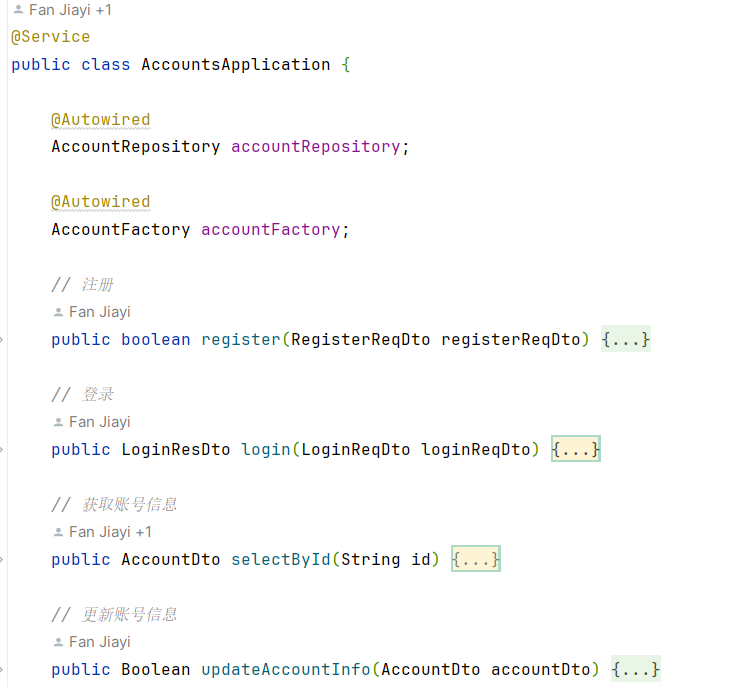 Fan Jiayi +1
@Service
public class AccountsApplication {
@Autowired
AccountRepository accountRepository;
@Autowired
AccountFactory accountFactory;
// 注册
Fan Jiayi
public boolean register(RegisterReqDto registerReqDto) {...}
// 登录
Fan Jiayi
public LoginResDto login(LoginReqDto loginReqDto) {...}
// 获取账号信息
Fan Jiayi +1
public AccountDto selectById(String id) {...}
// 更新账号信息
Fan Jiayi
public Boolean updateAccountInfo(AccountDto accountDto) {...}